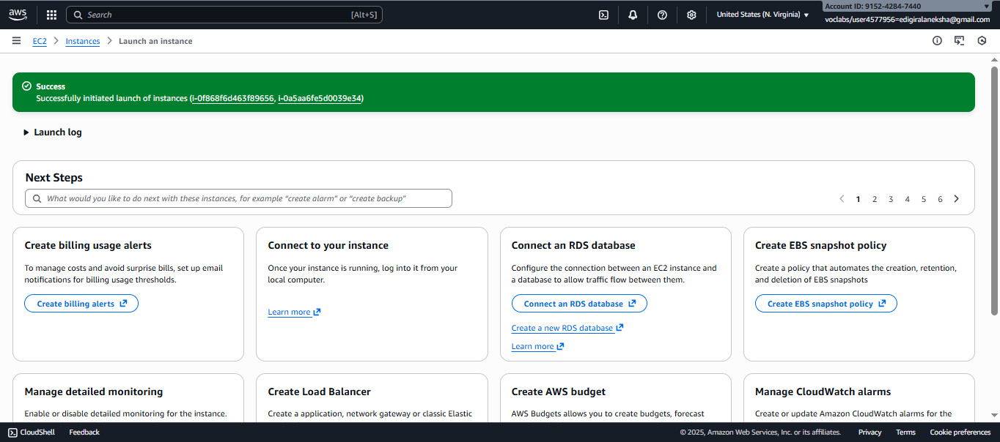 aws
Search [Alt+S]
United States (N. Virginia)
Account ID: 9152-4284-7440
voclabs/user4577956=edigiralaneksha@gmail.com
EC2 > Instances > Launch an instance
Success
Successfully initiated launch of instances (i-0f868f6d463f89656, i-0a5aa6fe5d0039e34)
Launch log
Next Steps
What would you like to do next with these instances, for example “create alarm” or “create backup”
1 2 3 4 5 6
Create billing usage alerts
To manage costs and avoid surprise bills, set up email
notifications for billing usage thresholds.
Create billing alerts
Connect to your instance
Once your instance is running, log into it from your
local computer.
Learn more
Connect an RDS database
Configure the connection between an EC2 instance and
a database to allow traffic flow between them.
Connect an RDS database
Create a new RDS database
Learn more
Create EBS snapshot policy
Create a policy that automates the creation, retention,
and deletion of EBS snapshots
Create EBS snapshot policy
Manage detailed monitoring
Enable or disable detailed monitoring for the instance.
Create Load Balancer
Create a application, network gateway or classic Elastic
Create AWS budget
AWS Budgets allows you to create budgets, forecast
Manage CloudWatch alarms
Create or update Amazon CloudWatch alarms for the
CloudShell Feedback
© 2025, Amazon Web Services, Inc. or its affiliates. Privacy Terms Cookie preferences